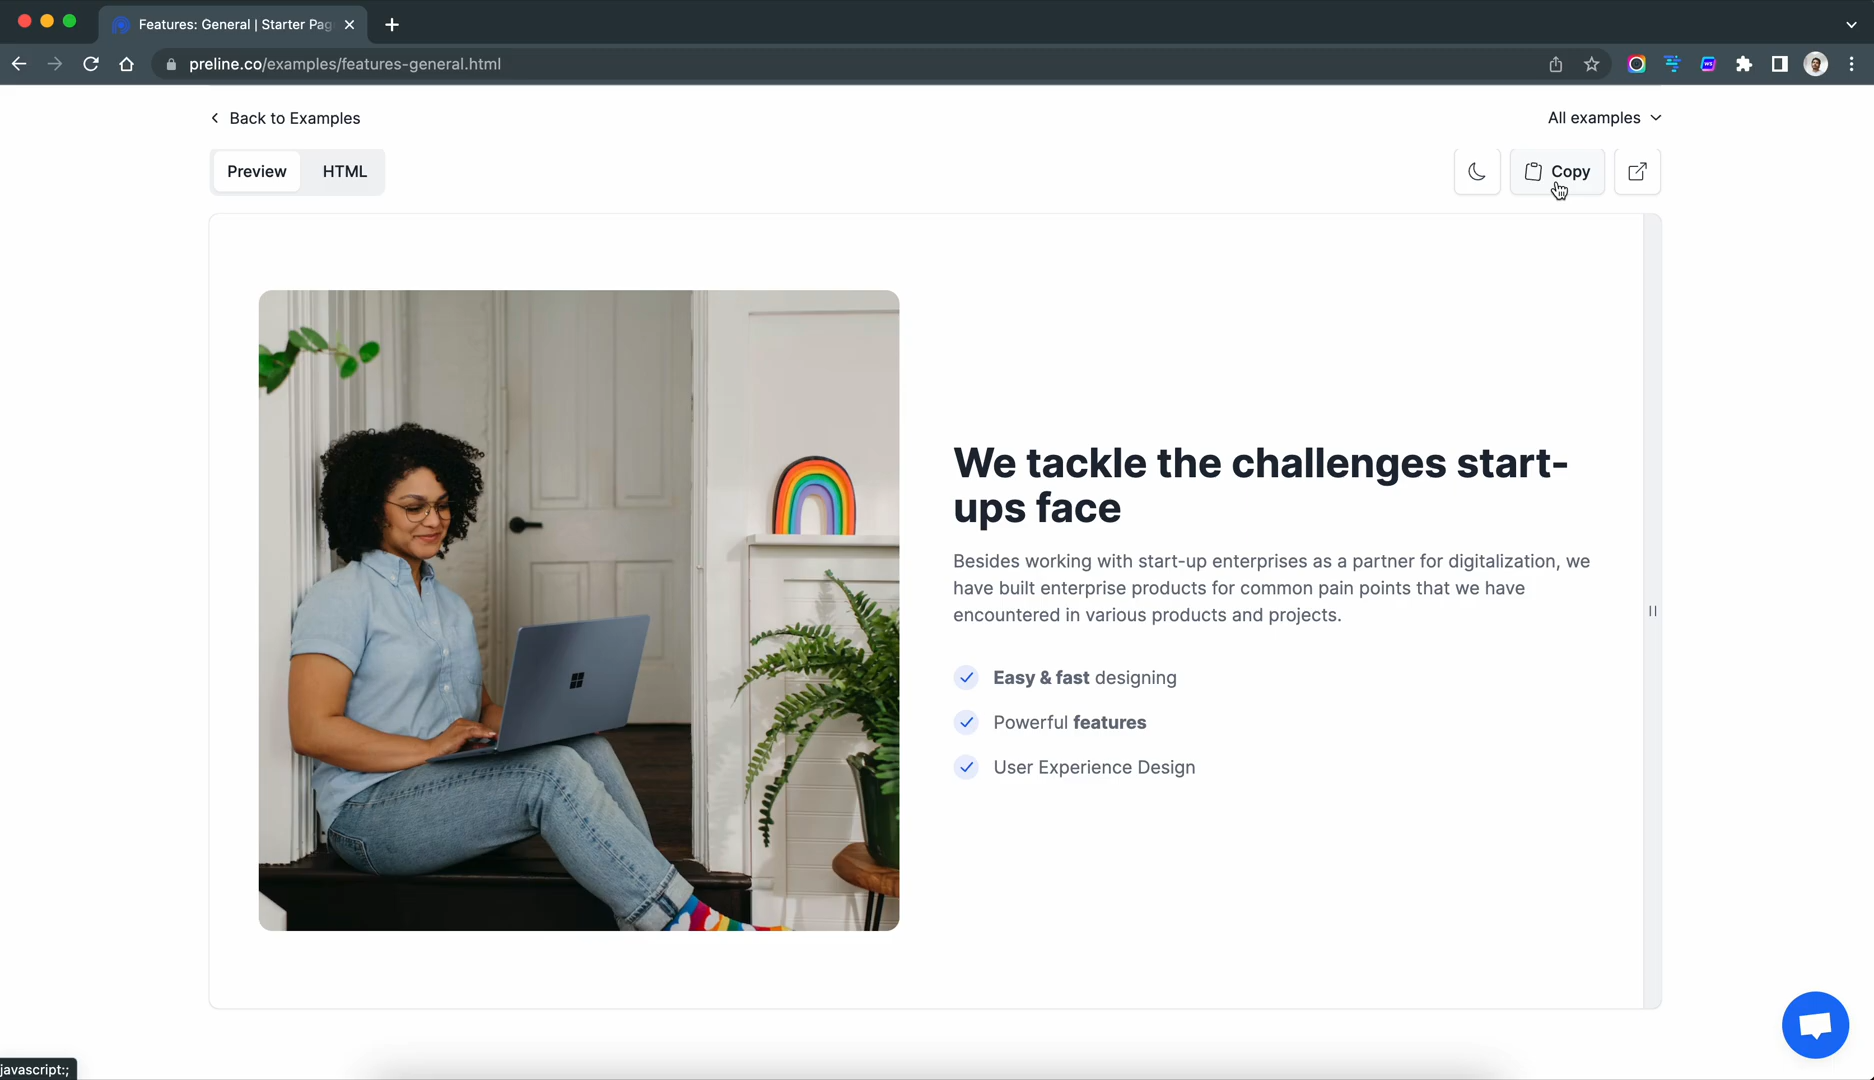 Features: General | Starter Pag
preline.co/examples/features-general.html
Back to Examples
All examples
Preview
HTML
Copy
We tackle the challenges start-
ups face
Besides working with start-up enterprises as a partner for digitalization, we
have built enterprise products for common pain points that we have
encountered in various products and projects.
Easy & fast designing
Powerful features
User Experience Design
javascript:;